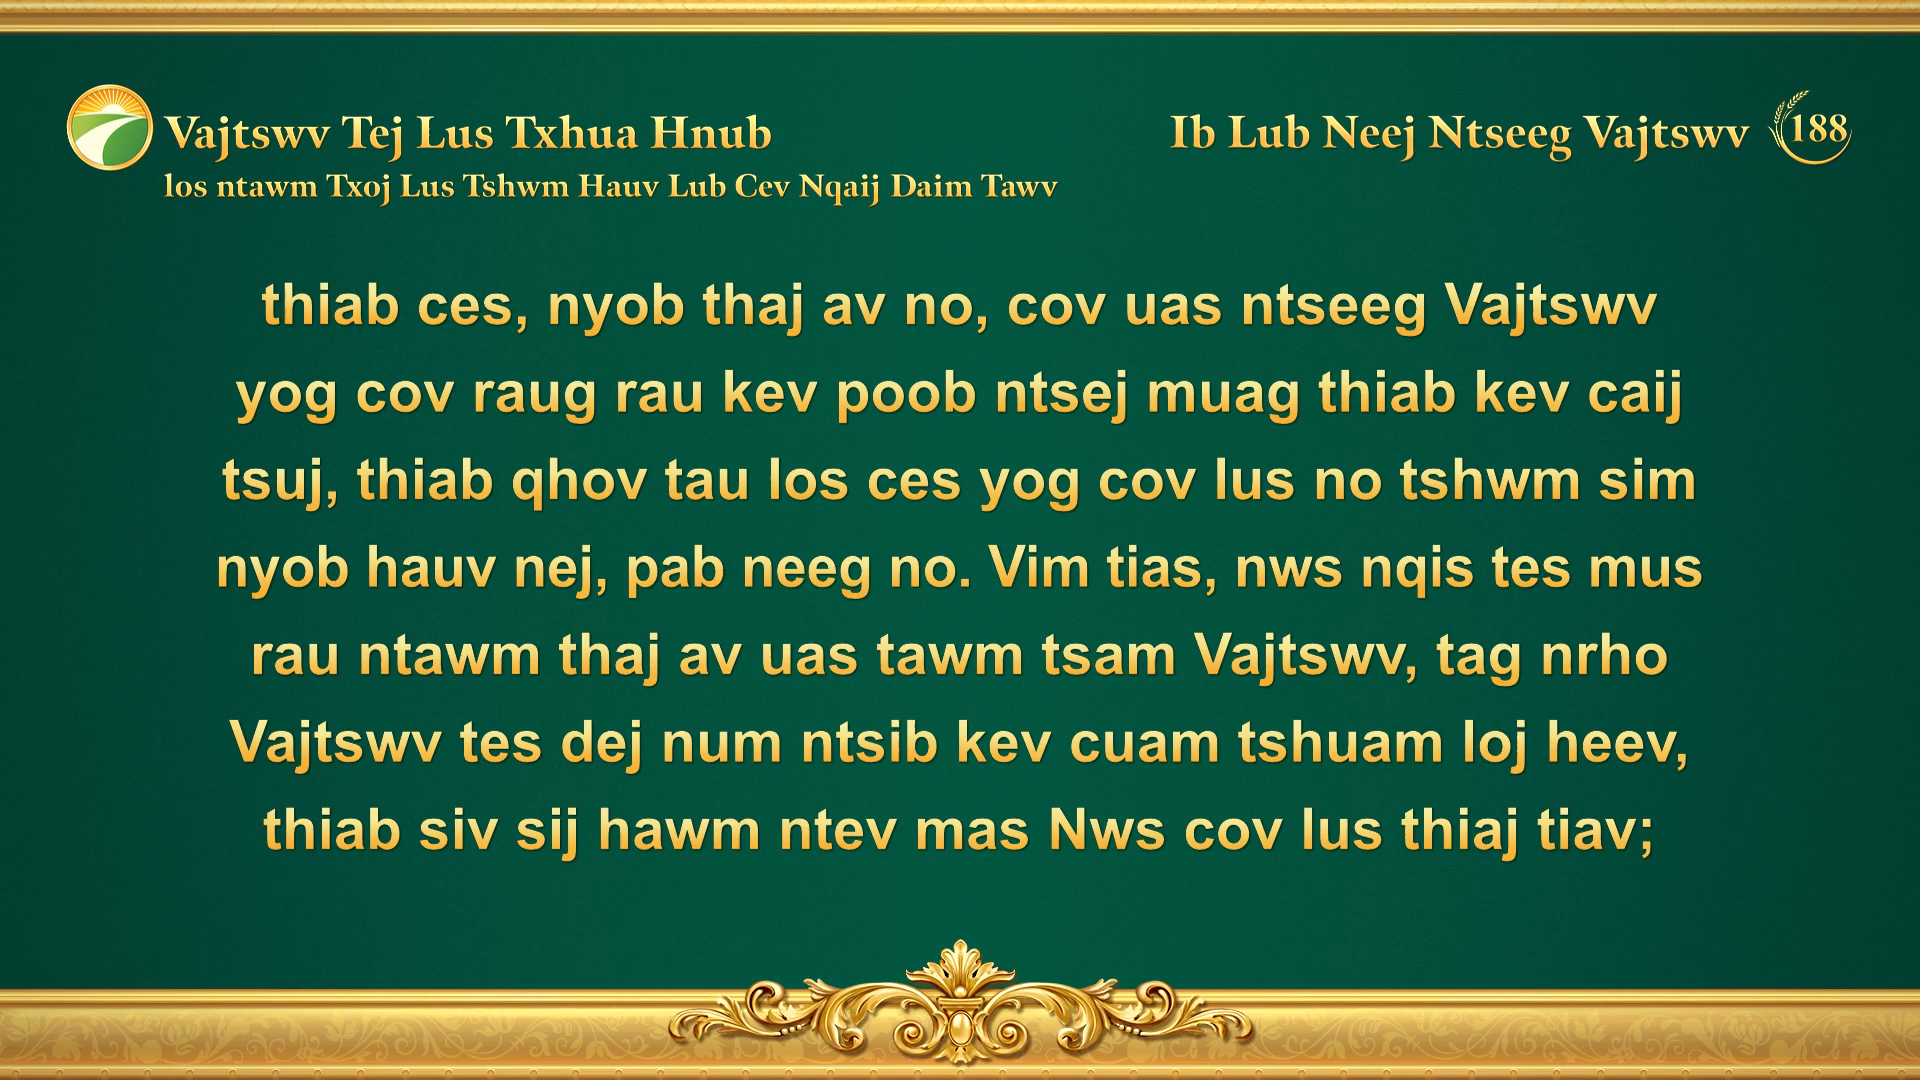 Vajtswv Tej Lus Txhua Hnub
los ntawm Txoj Lus Tshwm Hauv Lub Cev Nqaij Daim Tawv
Ib Lub Neej Ntseeg Vajtswv 188
thiab ces, nyob thaj av no, cov uas ntseeg Vajtswv
yog cov raug rau kev poob ntsej muag thiab kev caij
tsuj, thiab qhov tau los ces yog cov lus no tshwm sim
nyob hauv nej, pab neeg no. Vim tias, nws nqis tes mus
rau ntawm thaj av uas tawm tsam Vajtswv, tag nrho
Vajtswv tes dej num ntsib kev cuam tshuam loj heev,
thiab siv sij hawm ntev mas Nws cov lus thiaj tiav;